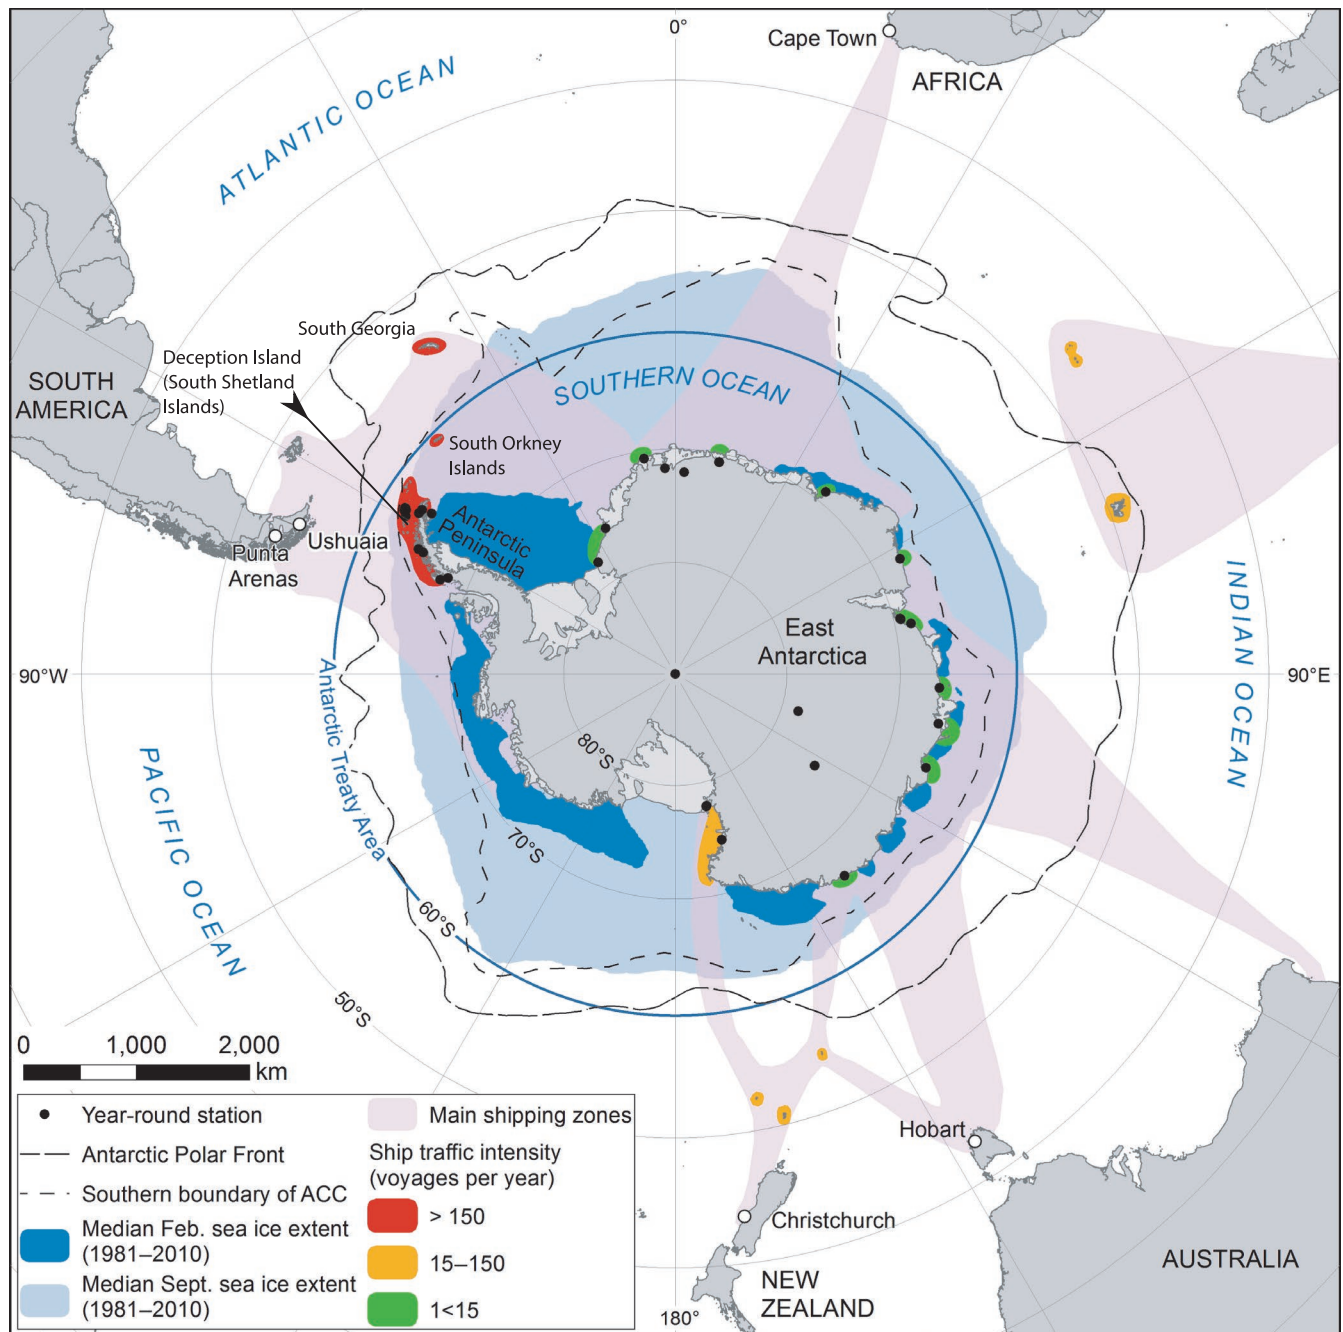 0°
Cape Town
AFRICA
ATLANTIC OCEAN
South Georgia
Deception Island
(South Shetland
Islands)
SOUTH
AMERICA
SOUTHERN OCEAN
South Orkney
Islands
Antarctic
Peninsula
Ushuaia
Punta
Arenas
East
Antarctica
INDIAN OCEAN
90°W
90°E
Antarctic Treaty Area
PACIFIC OCEAN
80°S
70°S
60°S
50°S
0
1,000
2,000
km
Hobart
Christchurch
AUSTRALIA
NEW
ZEALAND
180°
Year-round station
Antarctic Polar Front
Southern boundary of ACC
Median Feb. sea ice extent
(1981–2010)
Median Sept. sea ice extent
(1981–2010)
Main shipping zones
Ship traffic intensity
(voyages per year)
> 150
15–150
1<15